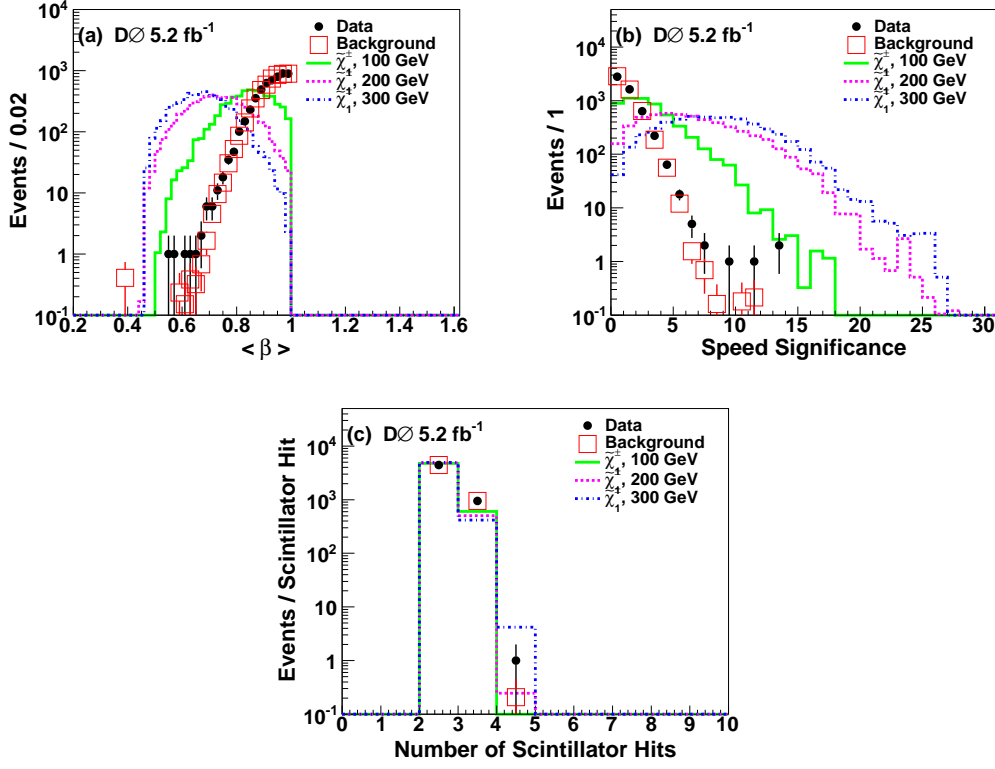 (a) DØ 5.2 fb⁻¹
Data
Background
χ̃₁±, 100 GeV
χ̃₁±, 200 GeV
χ̃₁±, 300 GeV
Events / 0.02
10⁴
10³
10²
10
1
10⁻¹
0.2 0.4 0.6 0.8 1 1.2 1.4 1.6
< β >
(b) DØ 5.2 fb⁻¹
Data
Background
χ̃₁±, 100 GeV
χ̃₁±, 200 GeV
χ̃₁±, 300 GeV
Events / 1
10⁴
10³
10²
10
1
10⁻¹
0 5 10 15 20 25 30
Speed Significance
(c) DØ 5.2 fb⁻¹
Data
Background
χ̃₁±, 100 GeV
χ̃₁±, 200 GeV
χ̃₁±, 300 GeV
Events / Scintillator Hit
10⁴
10³
10²
10
1
10⁻¹
0 1 2 3 4 5 6 7 8 9 10
Number of Scintillator Hits